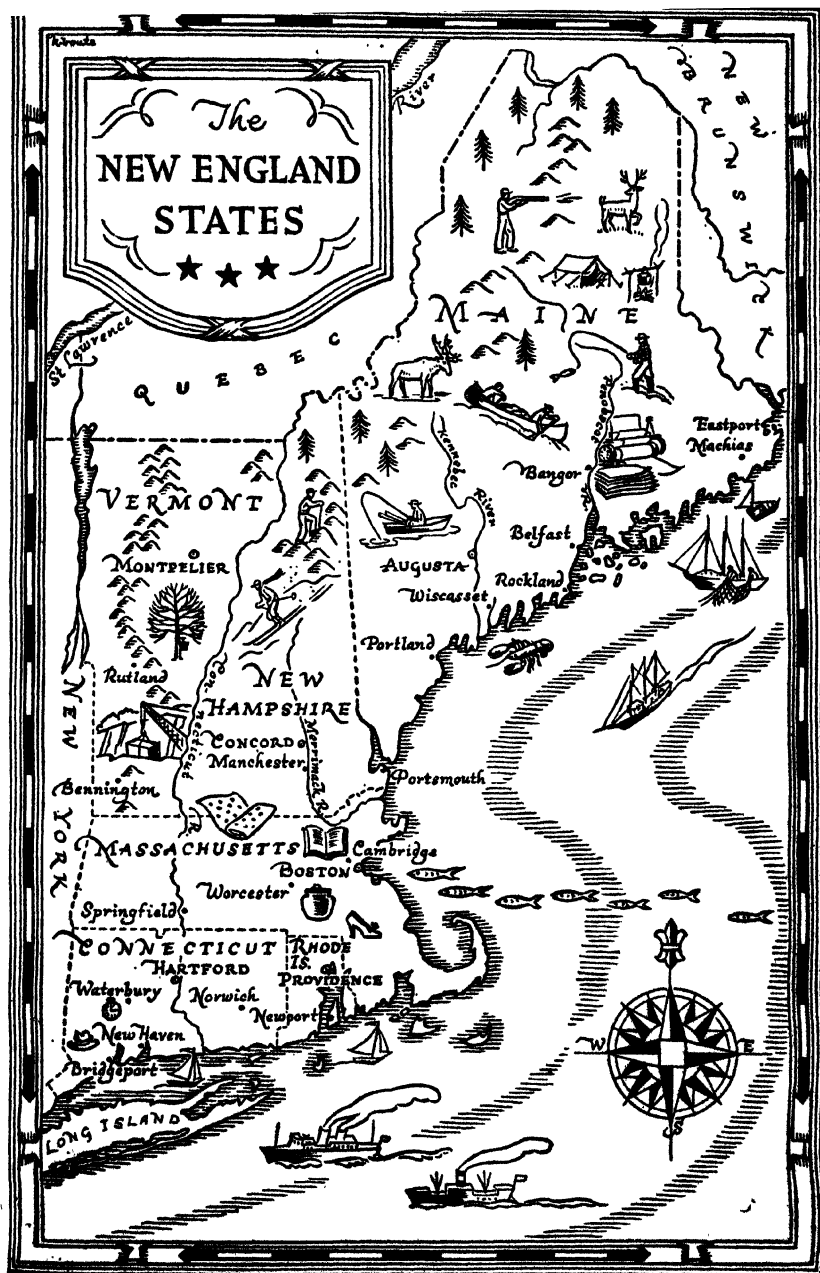 The
NEW ENGLAND
STATES
River
NEW
BRUNSWICK
St Lawrence
QUEBEC
MAINE
Penobscot
R.
Eastport
Machias
Kennebec
River
Bangor
VERMONT
Belfast
MONTPELIER
AUGUSTA
Rockland
Wiscasset
Portland
Rutland
Connecticut
R.
NEW
HAMPSHIRE
NEW
YORK
CONCORD
Manchester
Merrimack R.
Portsmouth
Bennington
MASSACHUSETTS
Cambridge
BOSTON
Worcester
Springfield
CONNECTICUT
RHODE
IS.
HARTFORD
PROVIDENCE
Waterbury
Norwich
Newport
New Haven
Bridgeport
LONG ISLAND
W
E
S